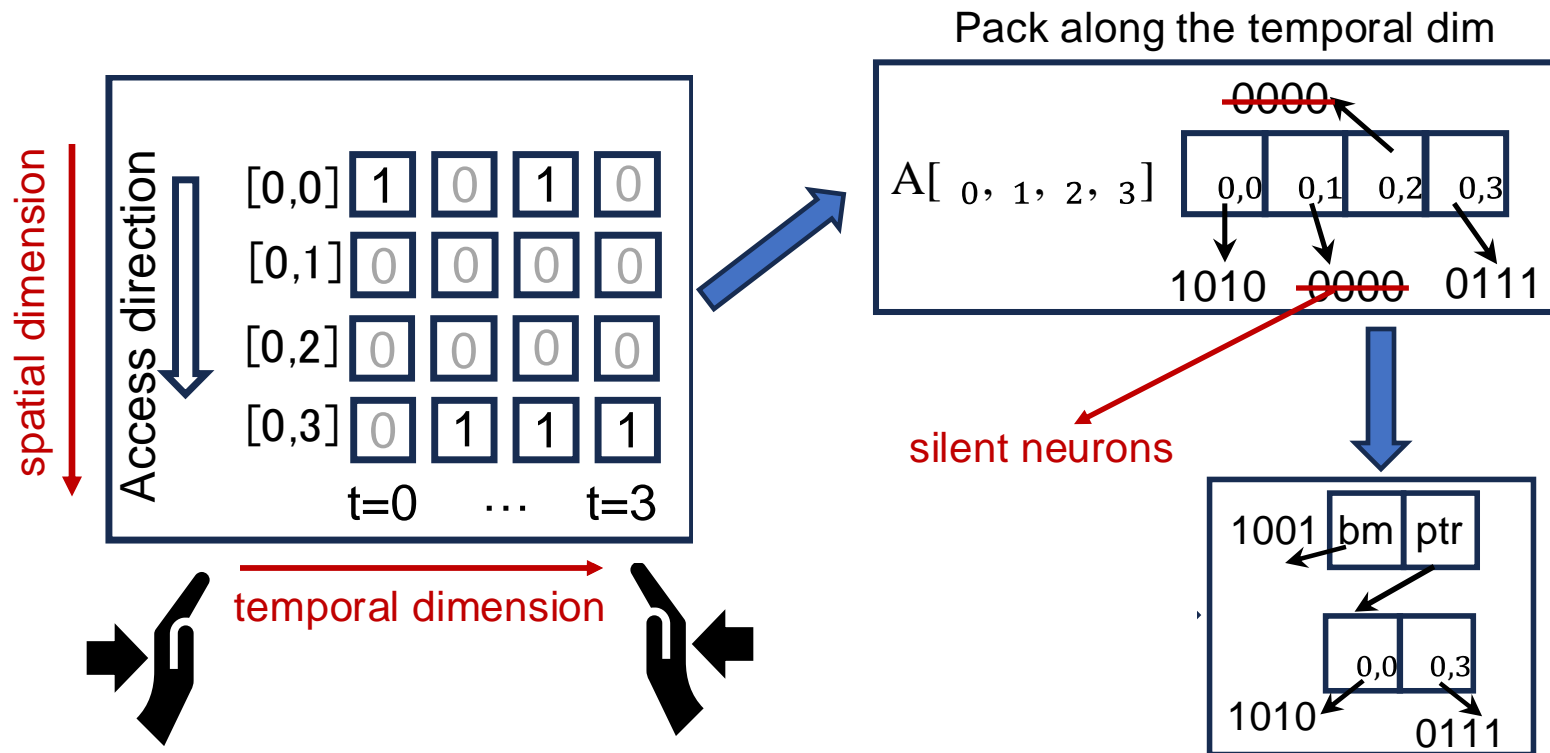 Pack along the temporal dim
spatial dimension
Access direction
[0,0] 1 0 1 0
[0,1] 0 0 0 0
[0,2] 0 0 0 0
[0,3] 0 1 1 1
t=0 ... t=3
temporal dimension
0000
A[ 0, 1, 2, 3] 0,0 0,1 0,2 0,3
1010 0000 0111
silent neurons
1001 bm ptr
0,0 0,3
1010 0111